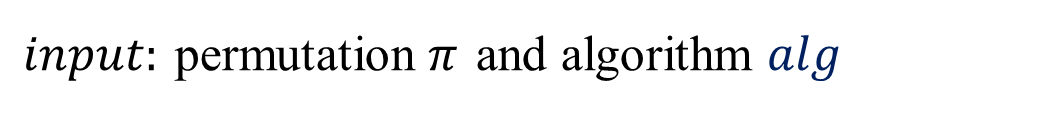 input: permutation π and algorithm alg